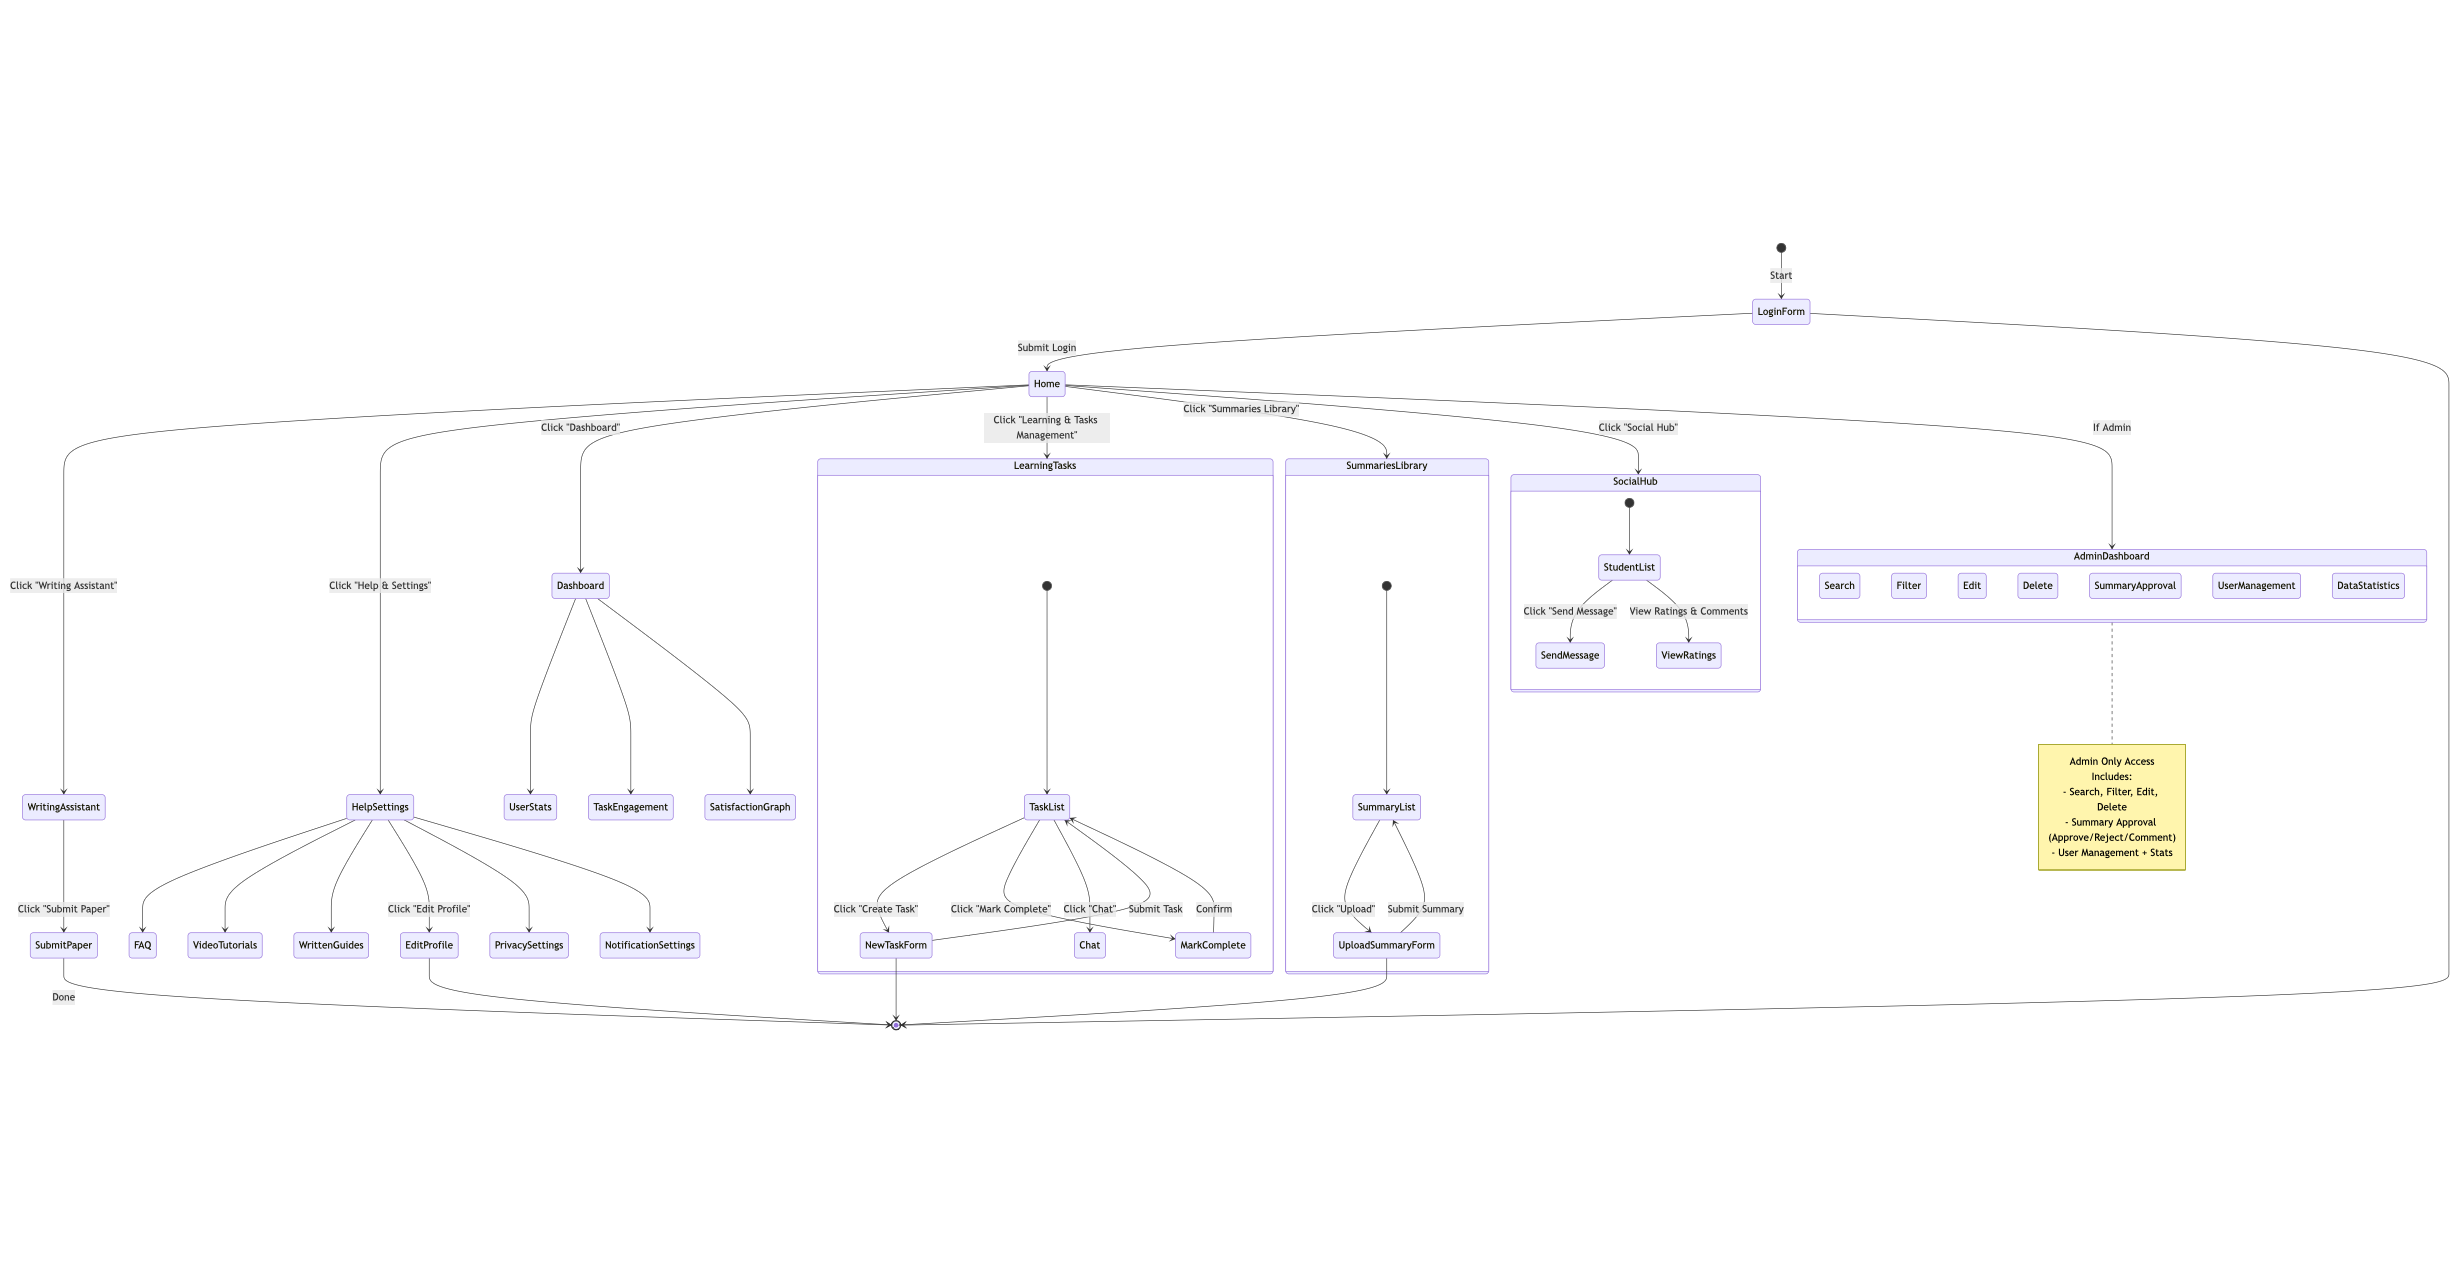 Start
LoginForm
Submit Login
Home
Click "Summaries Library"
Click "Learning & Tasks
Management"
Click "Dashboard"
Click "Social Hub"
If Admin
LearningTasks
SummariesLibrary
SocialHub
AdminDashboard
StudentList
Click "Writing Assistant"
Click "Help & Settings"
Dashboard
Search
Filter
Edit
Delete
SummaryApproval
UserManagement
DataStatistics
Click "Send Message"
View Ratings & Comments
SendMessage
ViewRatings
Admin Only Access
Includes:
- Search, Filter, Edit,
Delete
- Summary Approval
(Approve/Reject/Comment)
- User Management + Stats
WritingAssistant
HelpSettings
UserStats
TaskEngagement
SatisfactionGraph
TaskList
SummaryList
Click "Submit Paper"
Click "Edit Profile"
Click "Create Task"
Click "Mark Complete"
Click "Chat"
Submit Task
Confirm
Click "Upload"
Submit Summary
SubmitPaper
FAQ
VideoTutorials
WrittenGuides
EditProfile
PrivacySettings
NotificationSettings
NewTaskForm
Chat
MarkComplete
UploadSummaryForm
Done